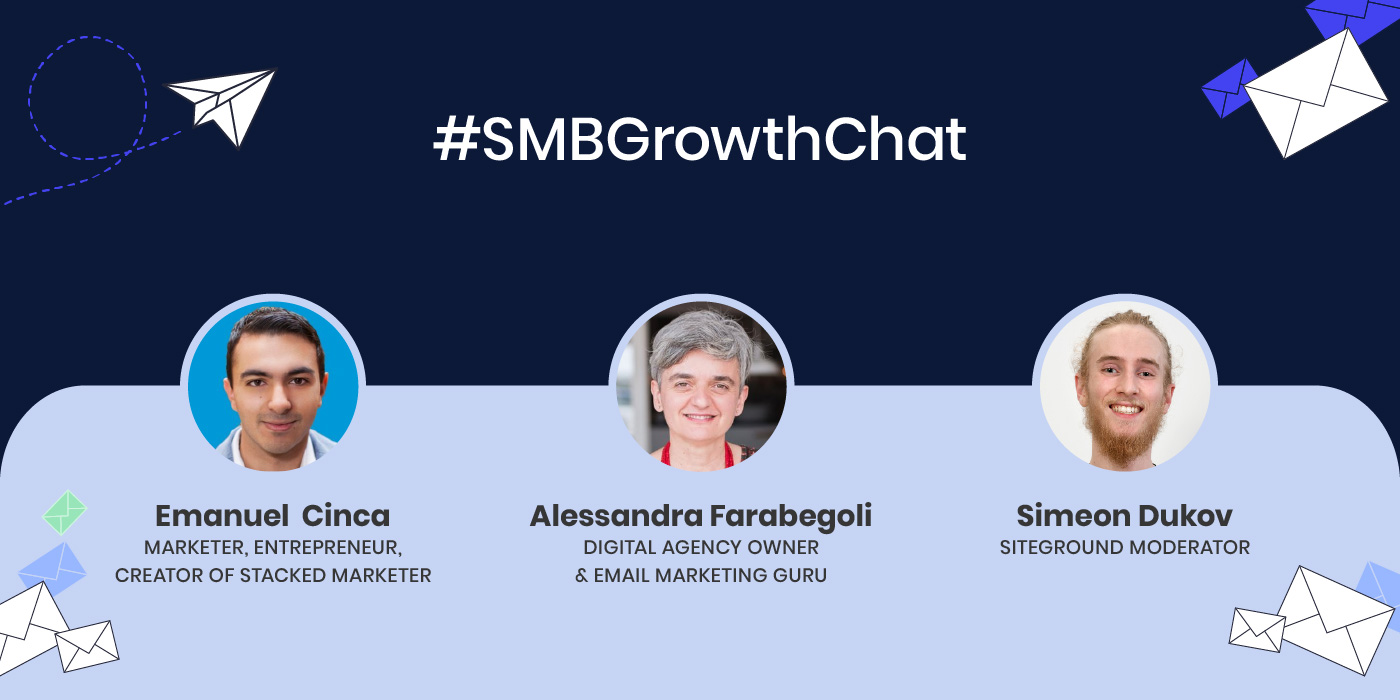 #SMBGrowthChat
Emanuel Cinca
MARKETER, ENTREPRENEUR,
CREATOR OF STACKED MARKETER
Alessandra Farabegoli
DIGITAL AGENCY OWNER
& EMAIL MARKETING GURU
Simeon Dukov
SITEGROUND MODERATOR